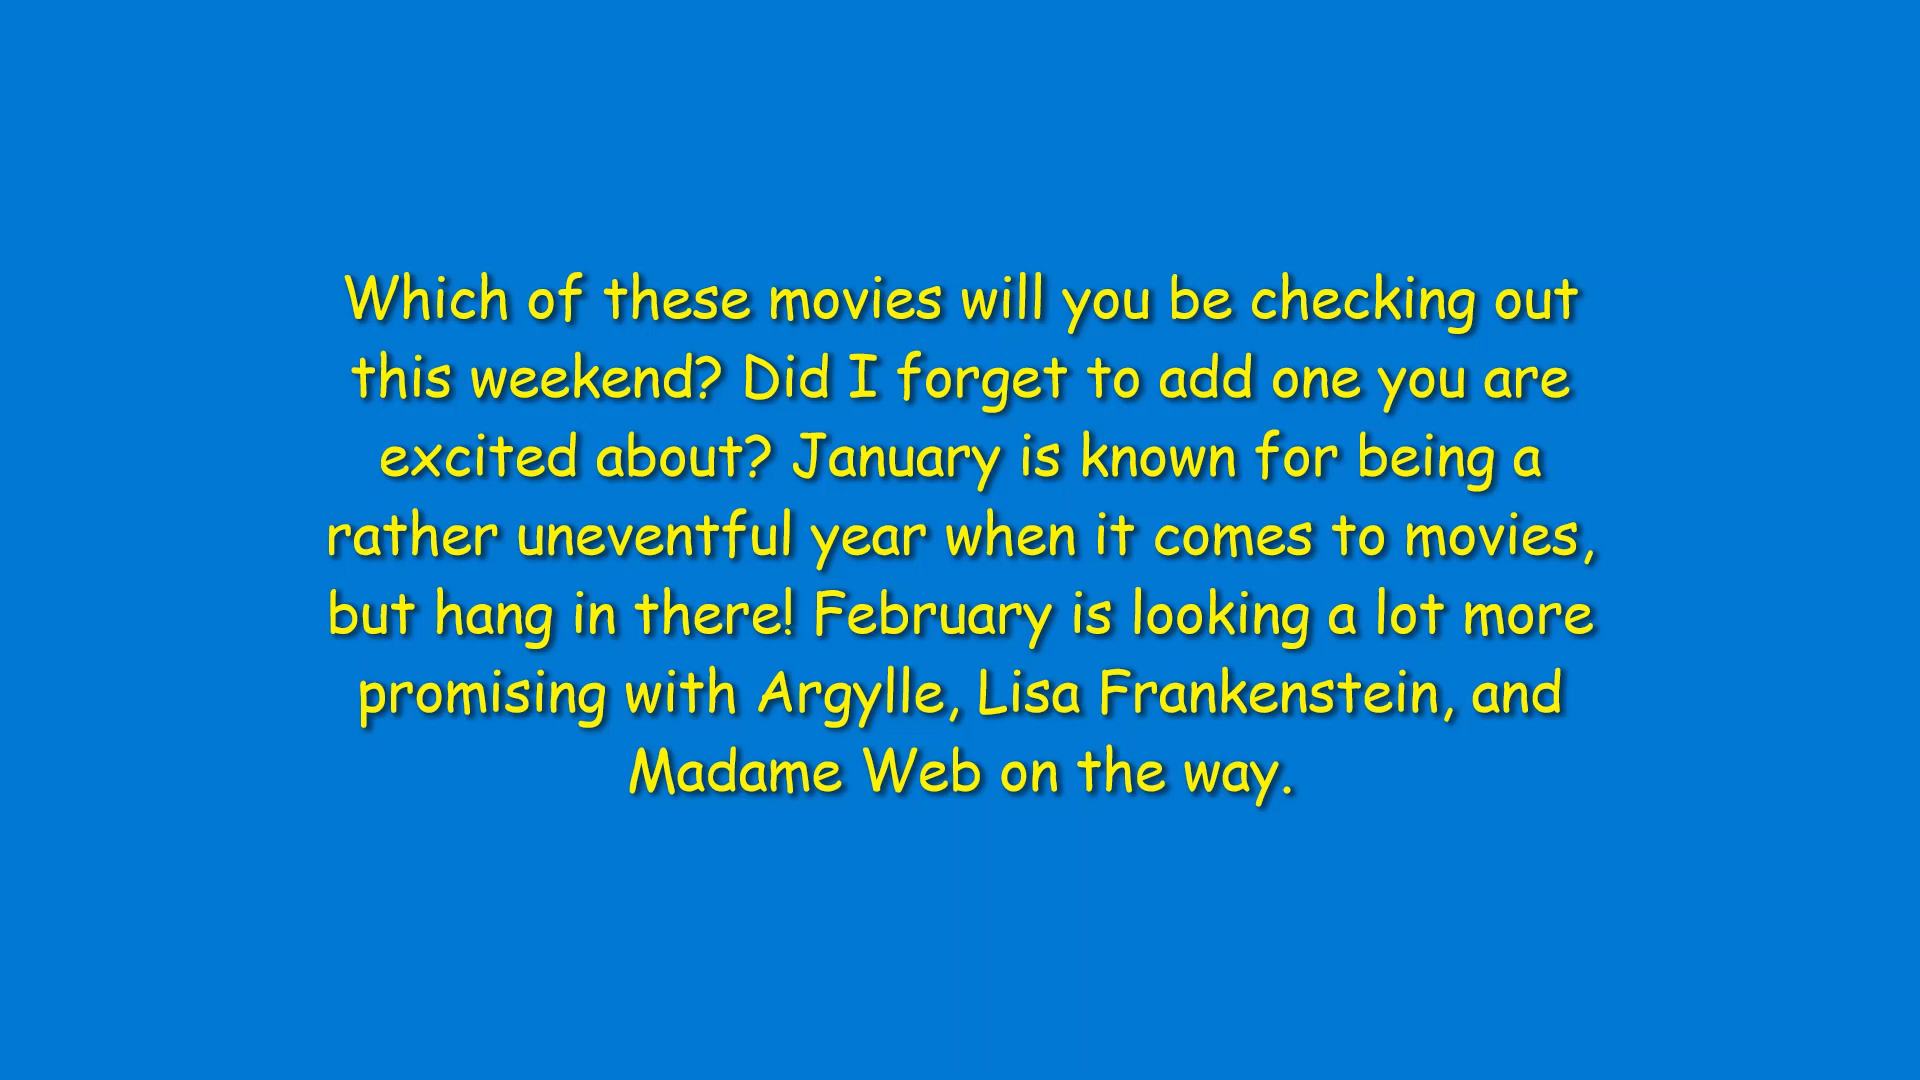 Which of these movies will you be checking out
this weekend? Did I forget to add one you are
excited about? January is known for being a
rather uneventful year when it comes to movies,
but hang in there! February is looking a lot more
promising with Argylle, Lisa Frankenstein, and
Madame Web on the way.